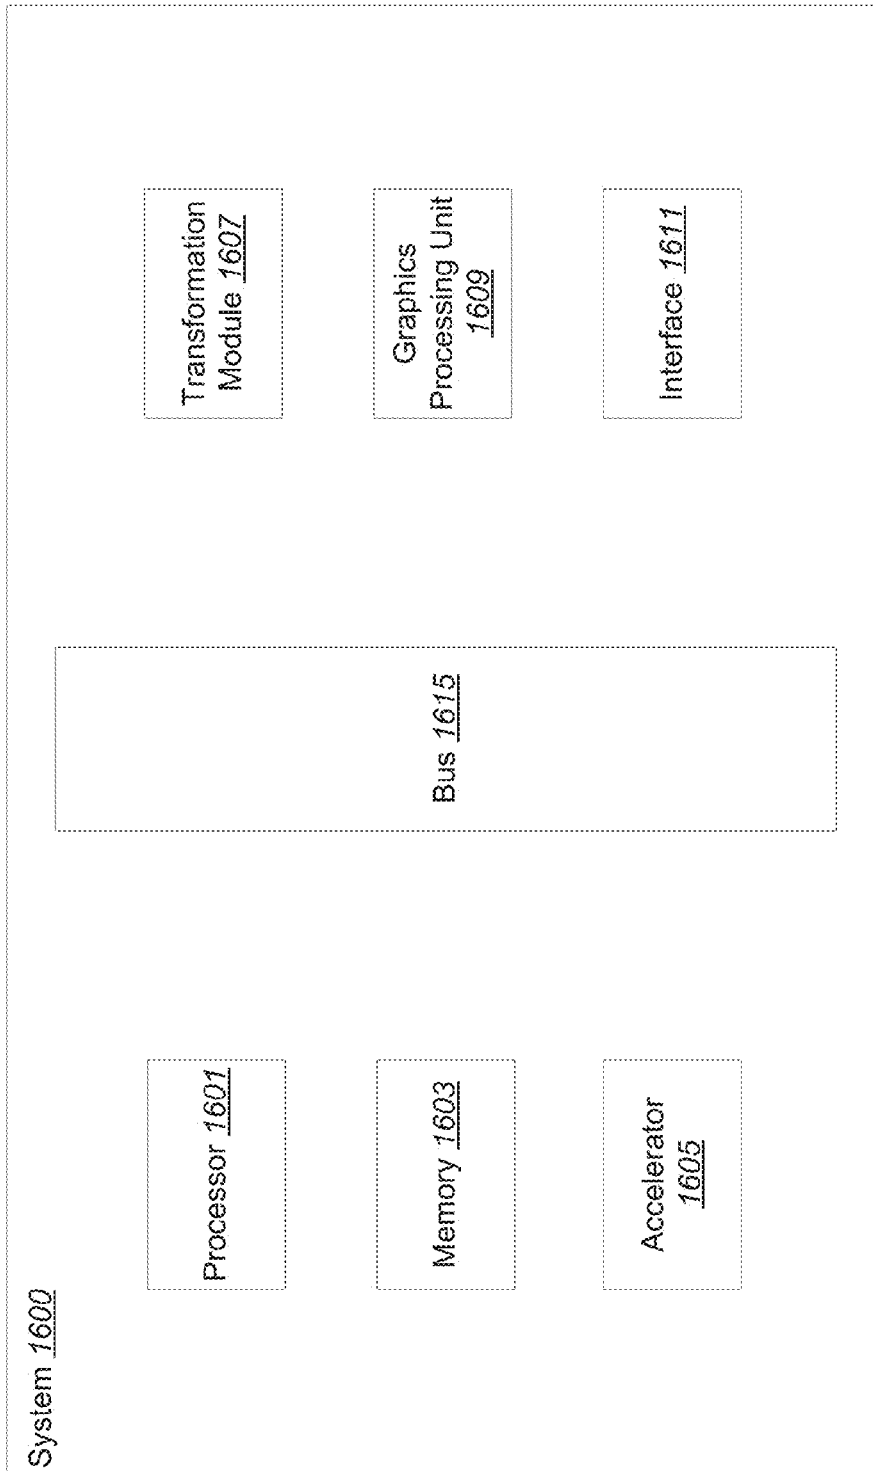 System 1600
Processor 1601
Memory 1603
Accelerator
1605
Bus 1615
Transformation
Module 1607
Graphics
Processing Unit
1609
Interface 1611